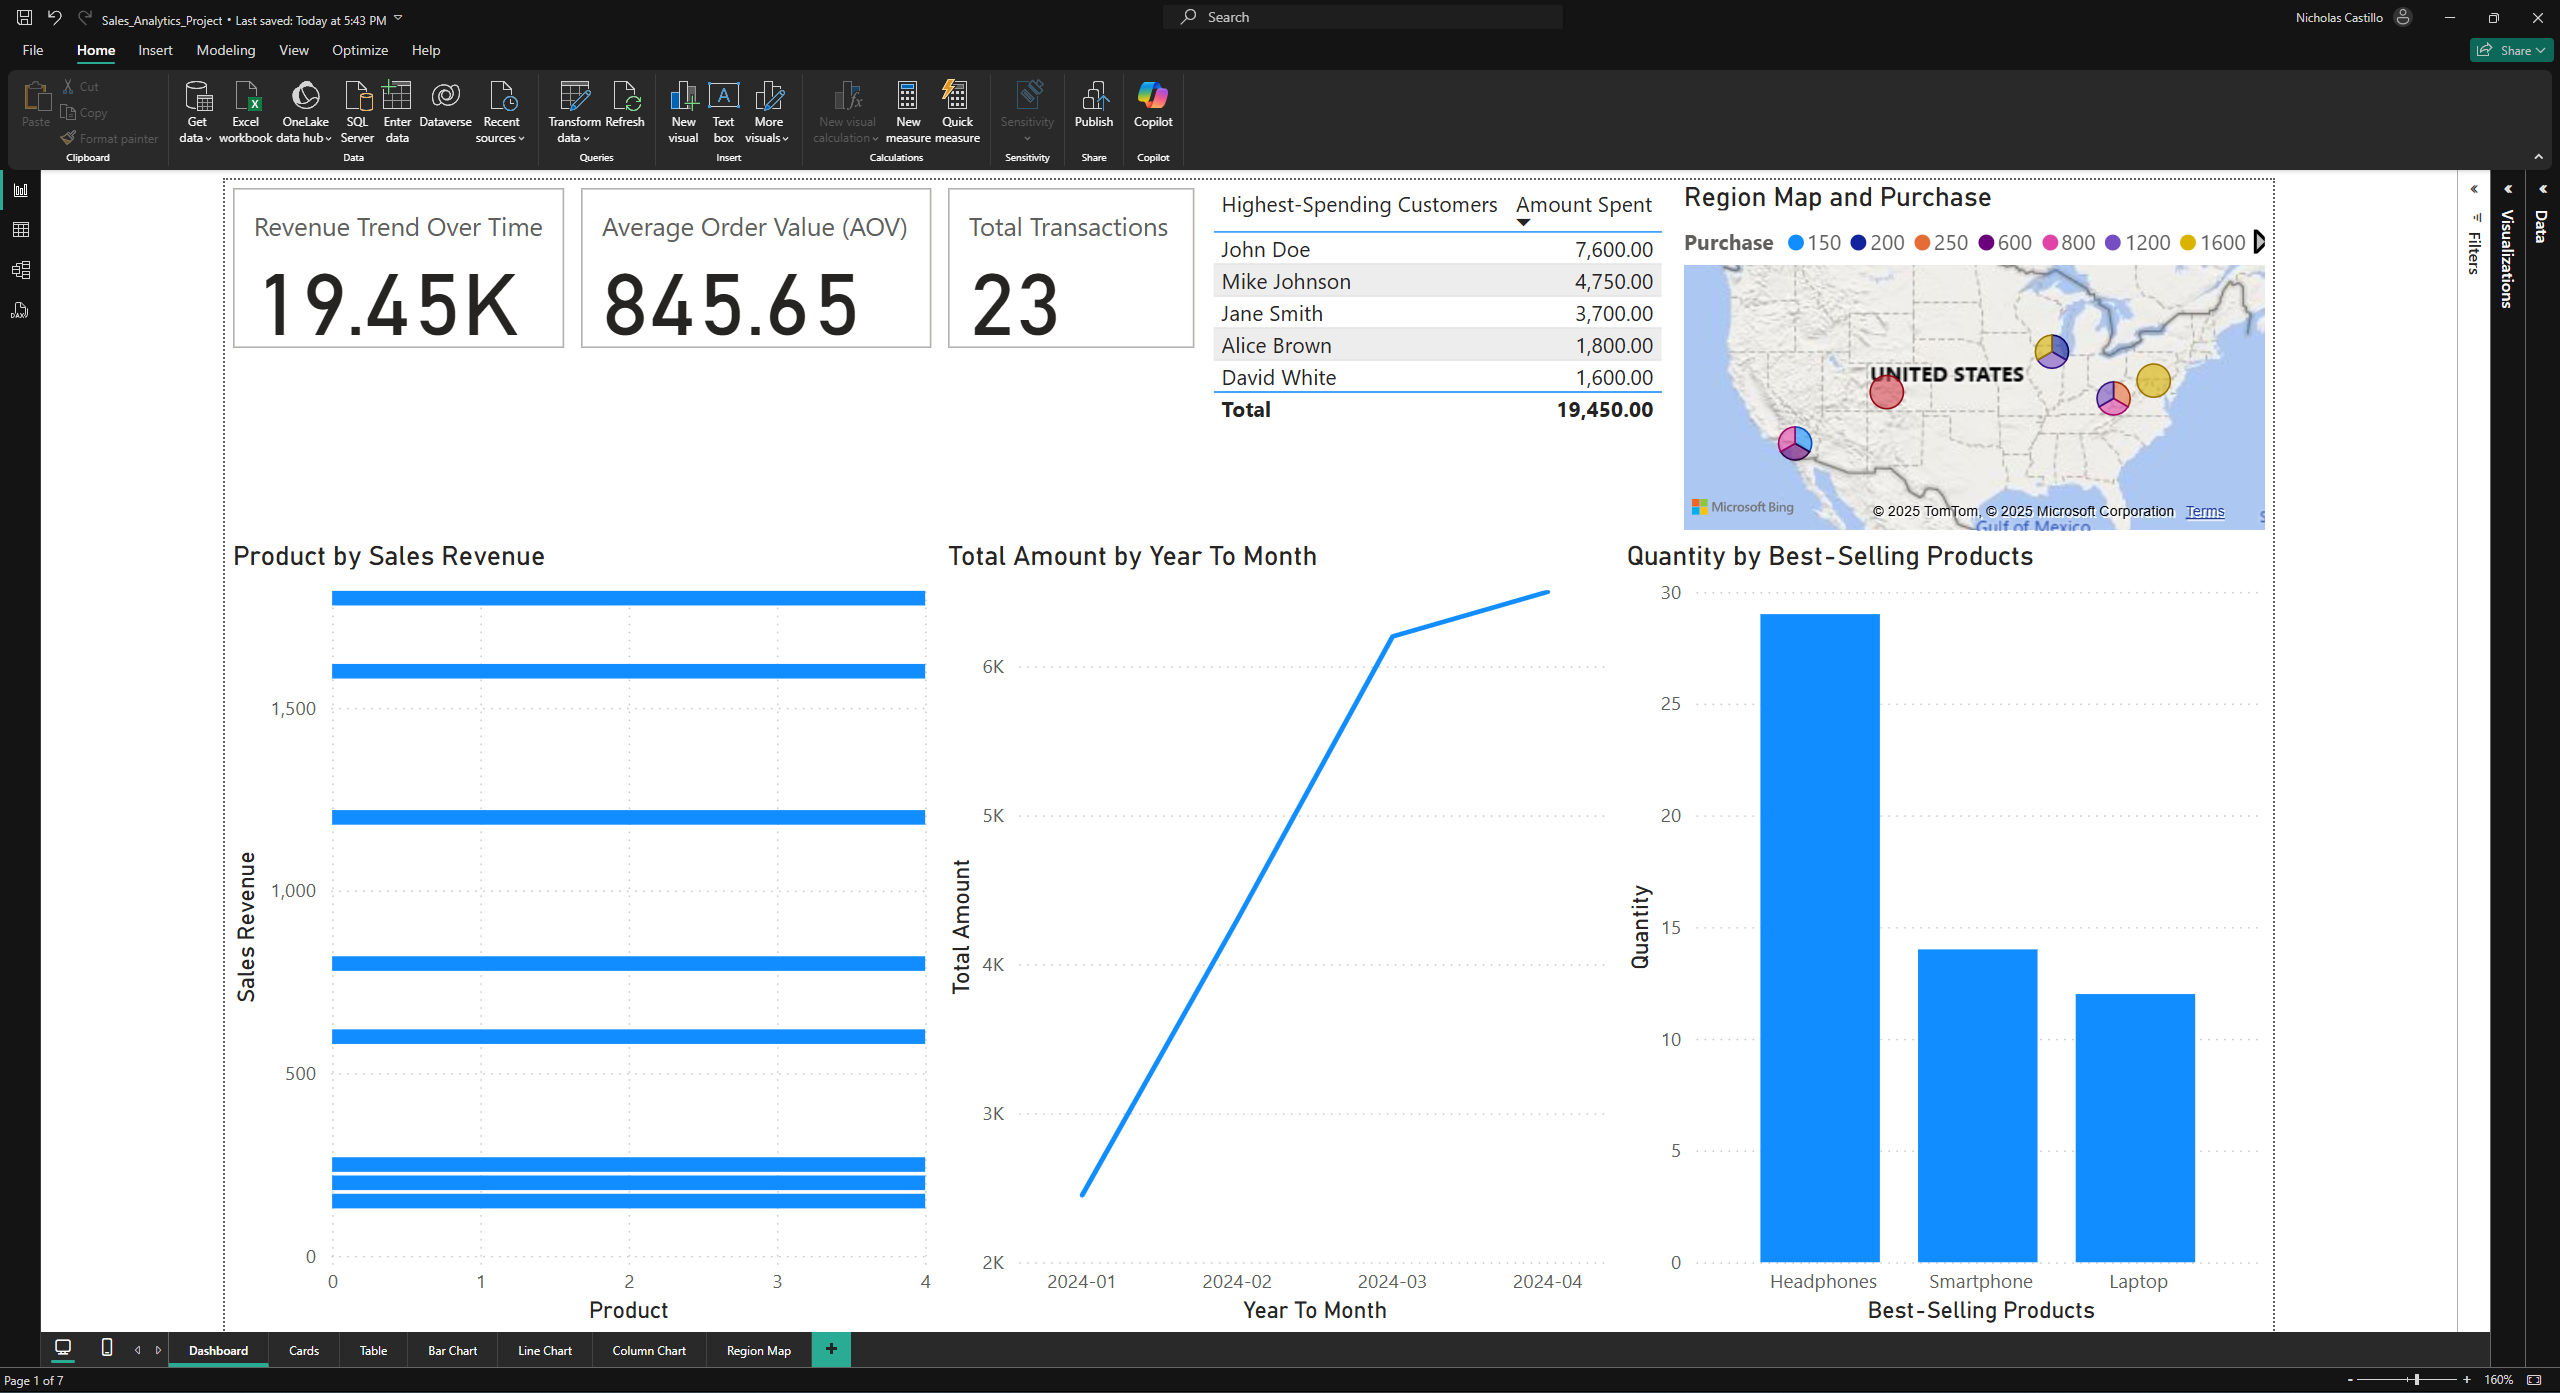 Sales_Analytics_Project • Last saved: Today at 5:43 PM
Search
Nicholas Castillo
File Home Insert Modeling View Optimize Help
Share
Paste
Cut
Copy
Format painter
Clipboard
Get data
Excel workbook
OneLake data hub
SQL Server
Enter data
Dataverse
Recent sources
Data
Transform data
Refresh
Queries
New visual
Text box
More visuals
Insert
New visual calculation
New measure
Quick measure
Calculations
Sensitivity
Sensitivity
Publish
Share
Copilot
Copilot
Revenue Trend Over Time
19.45K
Average Order Value (AOV)
845.65
Total Transactions
23
Highest-Spending Customers Amount Spent
John Doe 7,600.00
Mike Johnson 4,750.00
Jane Smith 3,700.00
Alice Brown 1,800.00
David White 1,600.00
Total 19,450.00
Region Map and Purchase
Purchase 150 200 250 600 800 1200 1600
UNITED STATES
Microsoft Bing
© 2025 TomTom, © 2025 Microsoft Corporation Terms
Gulf of Mexico
Filters
Visualizations
Data
Product by Sales Revenue
Sales Revenue
1,500
1,000
500
0
0 1 2 3 4
Product
Total Amount by Year To Month
Total Amount
6K
5K
4K
3K
2K
2024-01 2024-02 2024-03 2024-04
Year To Month
Quantity by Best-Selling Products
Quantity
30
25
20
15
10
5
0
Headphones Smartphone Laptop
Best-Selling Products
Dashboard Cards Table Bar Chart Line Chart Column Chart Region Map +
Page 1 of 7
- + 160%